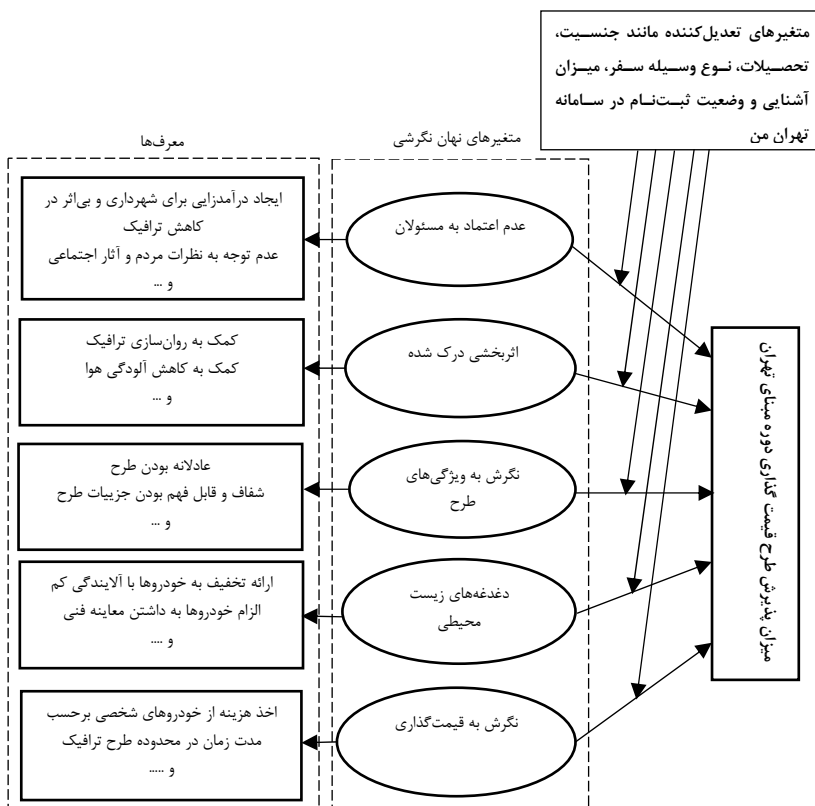 متغیرهای تعدیل‌کننده مانند جنسیت،
تحصیلات، نوع وسیله سفر، میزان
آشنایی و وضعیت ثبت‌نام در سامانه
تهران من
متغیرهای نهان نگرشی
معرف‌ها
عدم اعتماد به مسئولان
ایجاد درآمدزایی برای شهرداری و بی‌اثر در
کاهش ترافیک
عدم توجه به نظرات مردم و آثار اجتماعی
و ...
اثربخشی درک شده
کمک به روان‌سازی ترافیک
کمک به کاهش آلودگی هوا
و ...
نگرش به ویژگی‌های
طرح
عادلانه بودن طرح
شفاف و قابل فهم بودن جزییات طرح
و ...
دغدغه‌های زیست
محیطی
ارائه تخفیف به خودروها با آلایندگی کم
الزام خودروها به داشتن معاینه فنی
و ....
نگرش به قیمت‌گذاری
اخذ هزینه از خودروهای شخصی برحسب
مدت زمان در محدوده طرح ترافیک
و .....
میزان پذیرش طرح قیمت گذاری دوره مبنای تهران